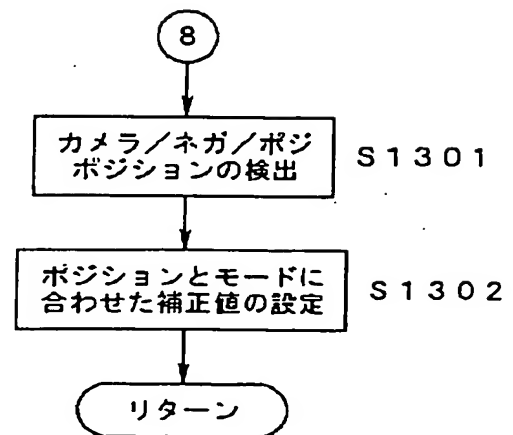 8
カメラ/ネガ/ポジ
ポジションの検出
S1301
ポジションとモードに
合わせた補正値の設定
S1302
リターン